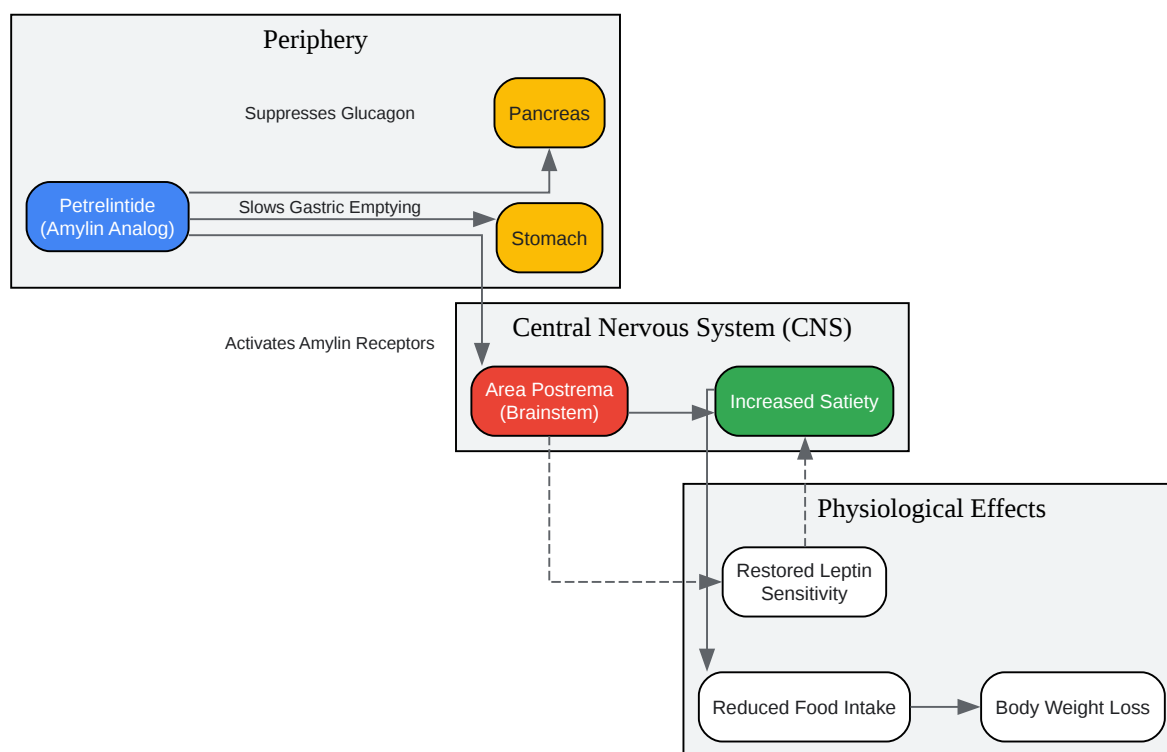 Periphery
Suppresses Glucagon
Pancreas
Petrelintide
(Amylin Analog)
Slows Gastric Emptying
Stomach
Activates Amylin Receptors
Central Nervous System (CNS)
Area Postrema
(Brainstem)
Increased Satiety
Physiological Effects
Restored Leptin
Sensitivity
Reduced Food Intake
Body Weight Loss